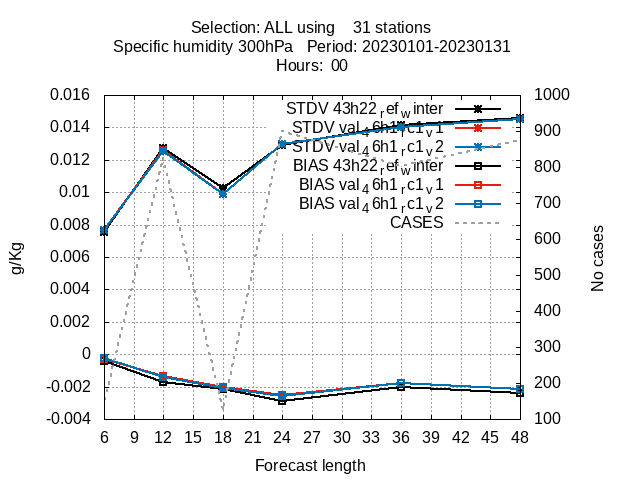 Selection: ALL using    31 stations
Specific humidity 300hPa   Period: 20230101-20230131
Hours:  00
0.016
0.014
0.012
0.01
0.008
0.006
0.004
0.002
0
-0.002
-0.004
g/Kg
STDV 43h22_ref_winter
STDV val_46h1_rc1_v1
STDV val_46h1_rc1_v2
BIAS 43h22_ref_winter
BIAS val_46h1_rc1_v1
BIAS val_46h1_rc1_v2
CASES
1000
900
800
700
600
500
400
300
200
100
No cases
6 9 12 15 18 21 24 27 30 33 36 39 42 45 48
Forecast length